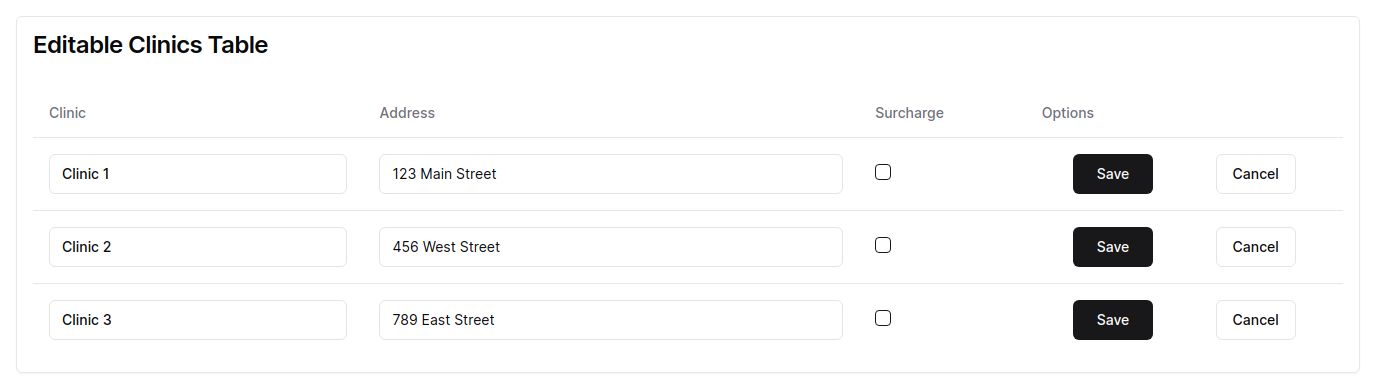 Editable Clinics Table
Clinic Address Surcharge Options
Clinic 1 123 Main Street Save Cancel
Clinic 2 456 West Street Save Cancel
Clinic 3 789 East Street Save Cancel